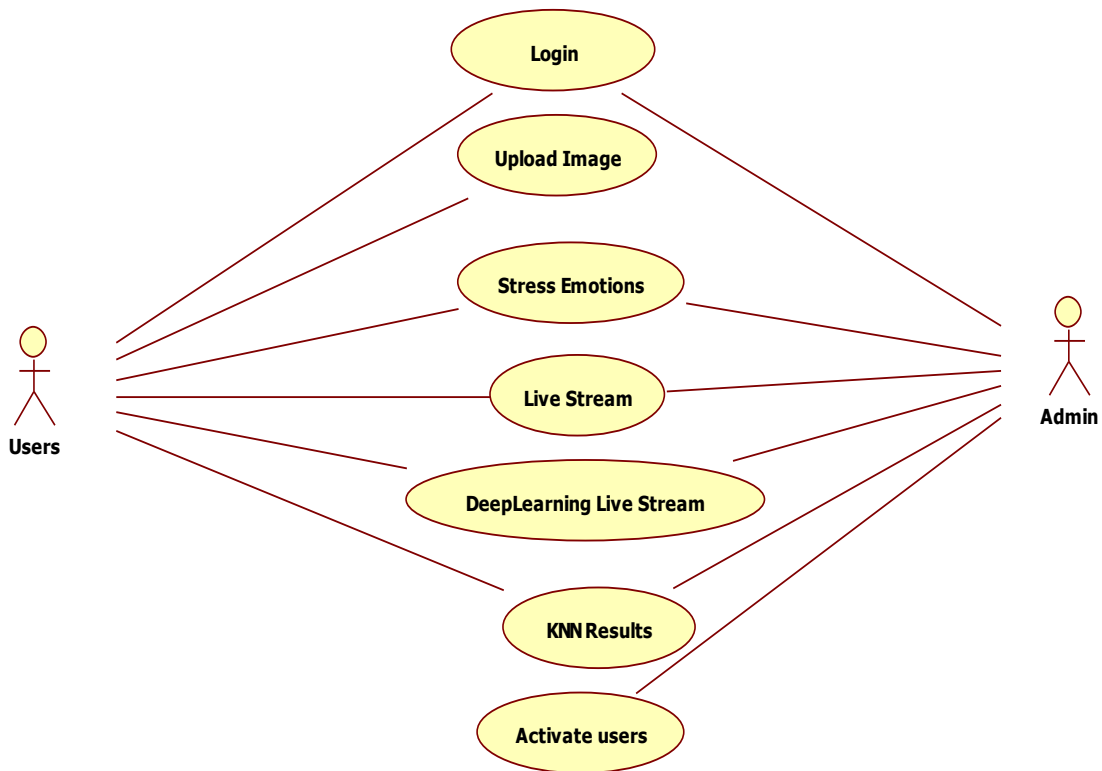 Login
Upload Image
Stress Emotions
Live Stream
Users
Admin
DeepLearning Live Stream
KNN Results
Activate users